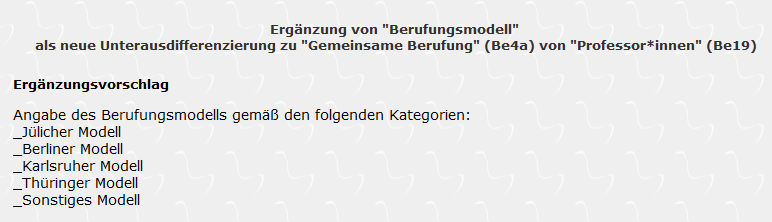 Ergänzung von "Berufungsmodell"
als neue Unterausdifferenzierung zu "Gemeinsame Berufung" (Be4a) von "Professor*innen" (Be19)
Ergänzungsvorschlag
Angabe des Berufungsmodells gemäß den folgenden Kategorien:
_Jülicher Modell
_Berliner Modell
_Karlsruher Modell
_Thüringer Modell
_Sonstiges Modell